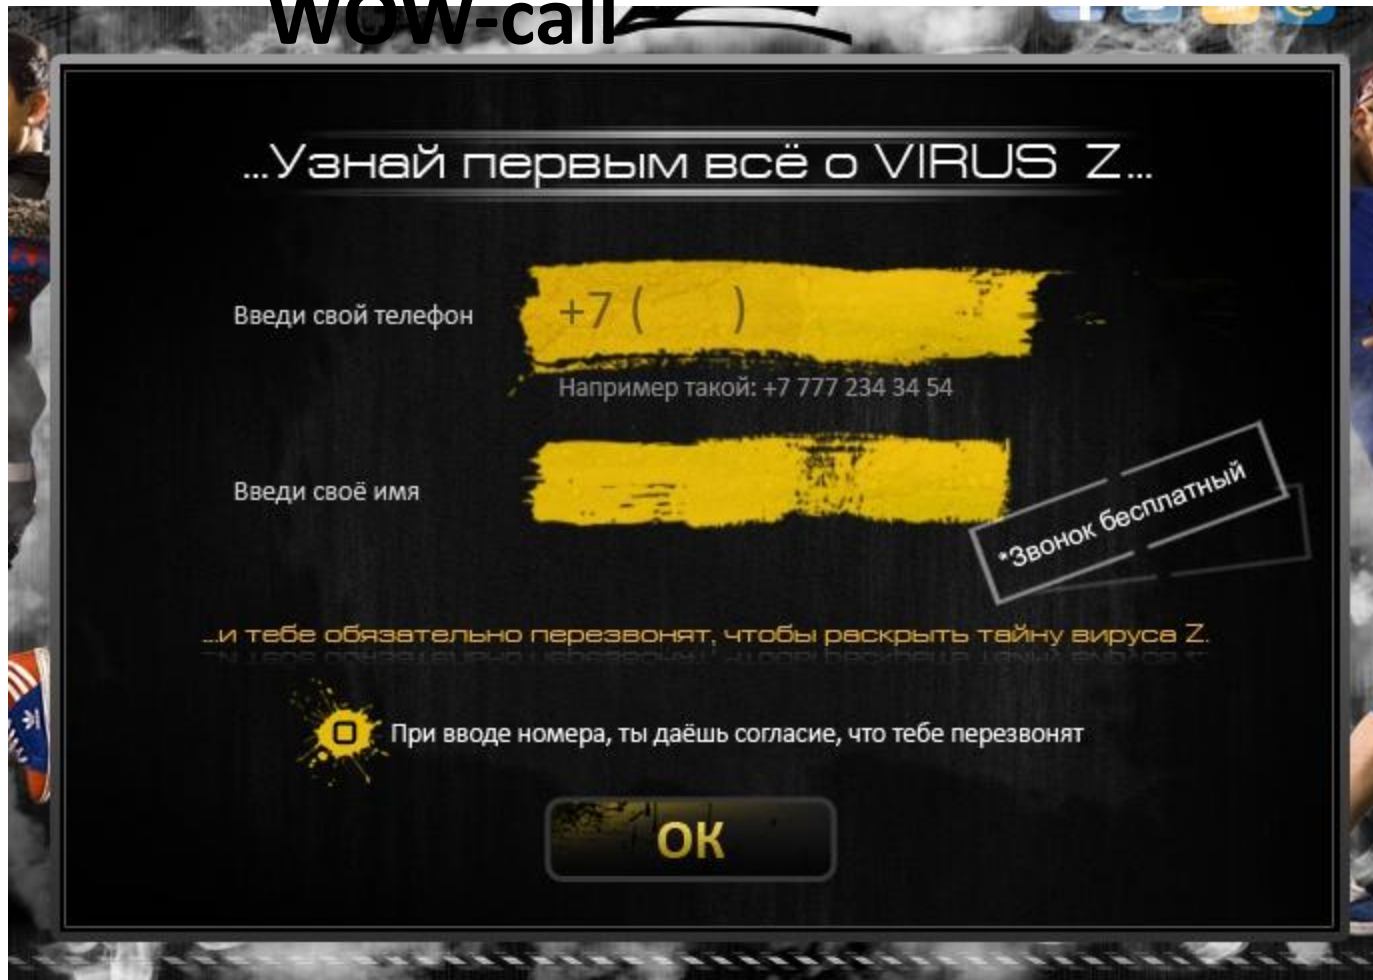 WOW-call
...Узнай первым всё о VIRUS Z...
Введи свой телефон
+7 ( )
Например такой: +7 777 234 34 54
Введи своё имя
*Звонок бесплатный
...и тебе обязательно перезвонят, чтобы раскрыть тайну вируса Z.
При вводе номера, ты даёшь согласие, что тебе перезвонят
ОК